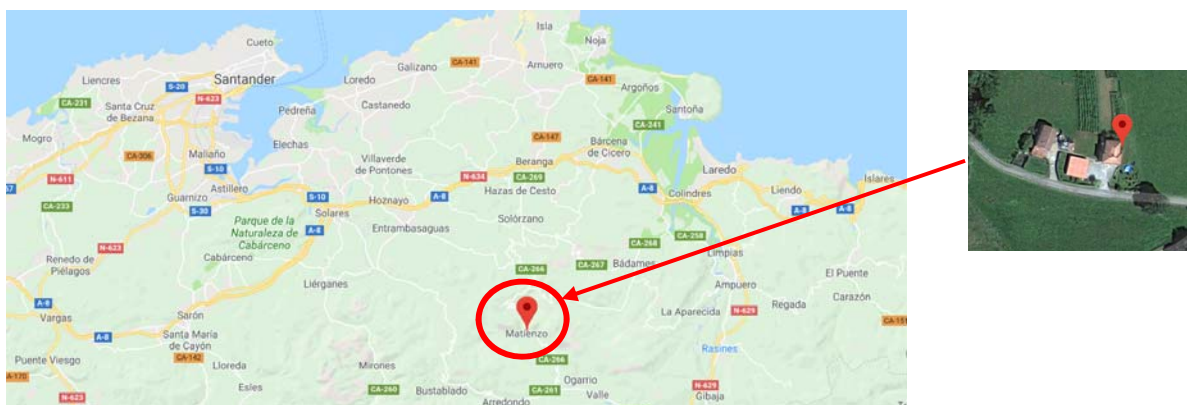 Isla
Cueto
Noja
Santander
Galizano
CA-141
Arnuero
Loredo
CA-141
Liencres
S-20
Argoños
N-623
Pedreña
Castanedo
CA-231
Santa Cruz
de Bezana
Santoña
Mogro
Elechas
CA-147
CA-241
CA-306
Maliaño
Villaverde
de Pontones
Bárcena
de Cicero
Beranga
S-10
Laredo
N-611
Astillero
N-634
CA-269
A-8
Islares
Guarnizo
S-10
Hoznayo
A-8
Hazas de Cesto
Colindres
Liendo
CA-233
S-30
Solares
A-8
A-8
Parque de la
Naturaleza de
Cabárceno
A-8
Entrambasaguas
Solórzano
CA-268
CA-258
N-623
Limpias
Renedo de
Piélagos
Cabárceno
CA-266
CA-267
Bádames
El Puente
Liérganes
Ampuero
A-8
Carazón
Vargas
Sarón
La Aparecida
Regada
N-629
A-8
Matienzo
CA-151
Santa María
de Cayón
Rasines
Puente Viesgo
CA-142
CA-266
Lloreda
Mirones
CA-170
Ogarrio
N-623
Esles
CA-260
Bustablado
CA-261
Valle
N-629
Arredondo
Gibaja